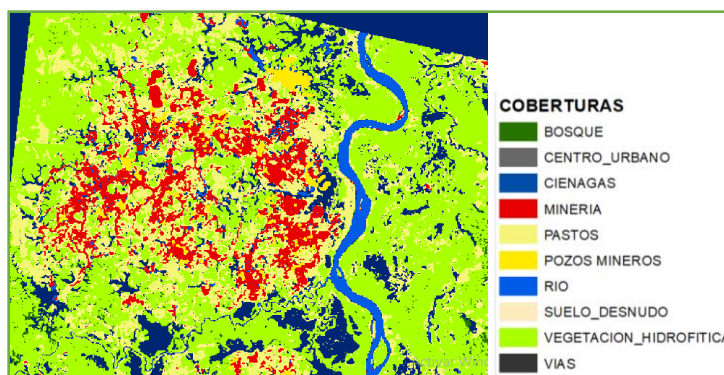 COBERTURAS
BOSQUE
CENTRO_URBANO
CIENAGAS
MINERIA
PASTOS
POZOS MINEROS
RIO
SUELO_DESNUDO
VEGETACION_HIDROFITICA
VIAS